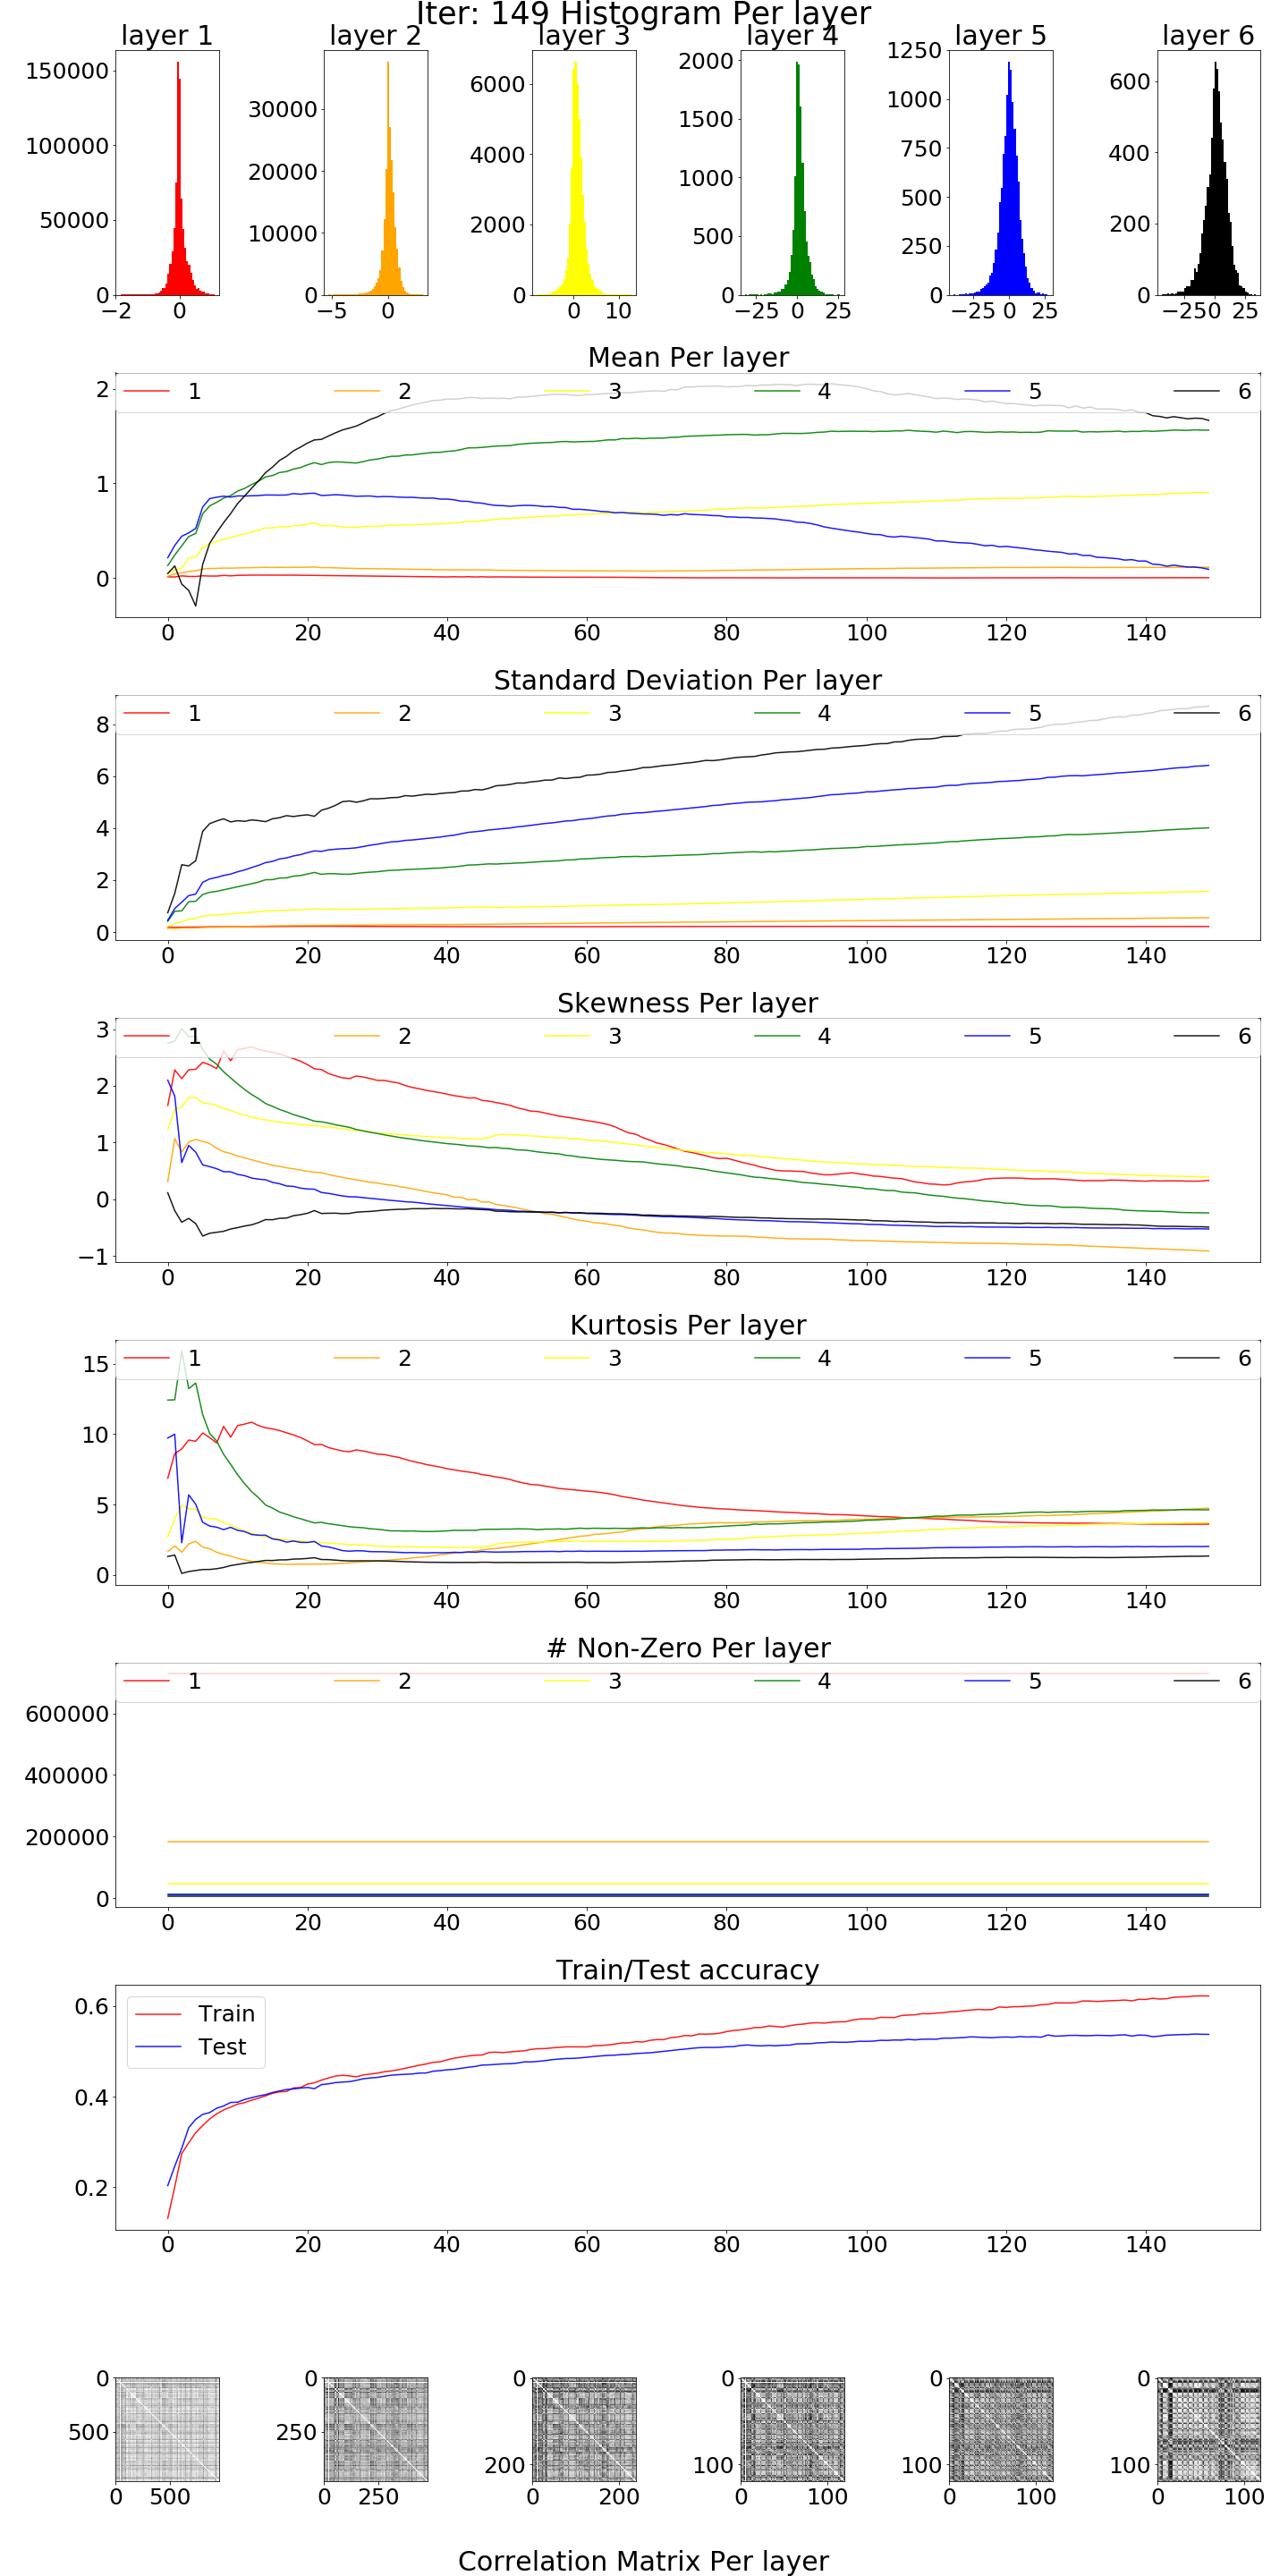 Iter: 149 Histogram Per layer
layer 1 layer 2 layer 3 layer 4 layer 5 layer 6
150000 100000 50000 0
−2 0
30000 20000 10000 0
−5 0
6000 4000 2000 0
0 10
2000 1500 1000 500 0
−25 0 25
1250 1000 750 500 250 0
−25 0 25
600 400 200 0
−25 0 25
Mean Per layer
1 2 3 4 5 6
2
1
0
0 20 40 60 80 100 120 140
Standard Deviation Per layer
1 2 3 4 5 6
8
6
4
2
0
0 20 40 60 80 100 120 140
Skewness Per layer
1 2 3 4 5 6
3
2
1
0
−1
0 20 40 60 80 100 120 140
Kurtosis Per layer
1 2 3 4 5 6
15
10
5
0
0 20 40 60 80 100 120 140
# Non-Zero Per layer
1 2 3 4 5 6
600000
400000
200000
0
0 20 40 60 80 100 120 140
Train/Test accuracy
Train
Test
0.6
0.4
0.2
0 20 40 60 80 100 120 140
0 0 0 0 0 0
500 250 200 100 100 100
0 500 0 250 0 200 0 100 0 100 0 100
Correlation Matrix Per layer